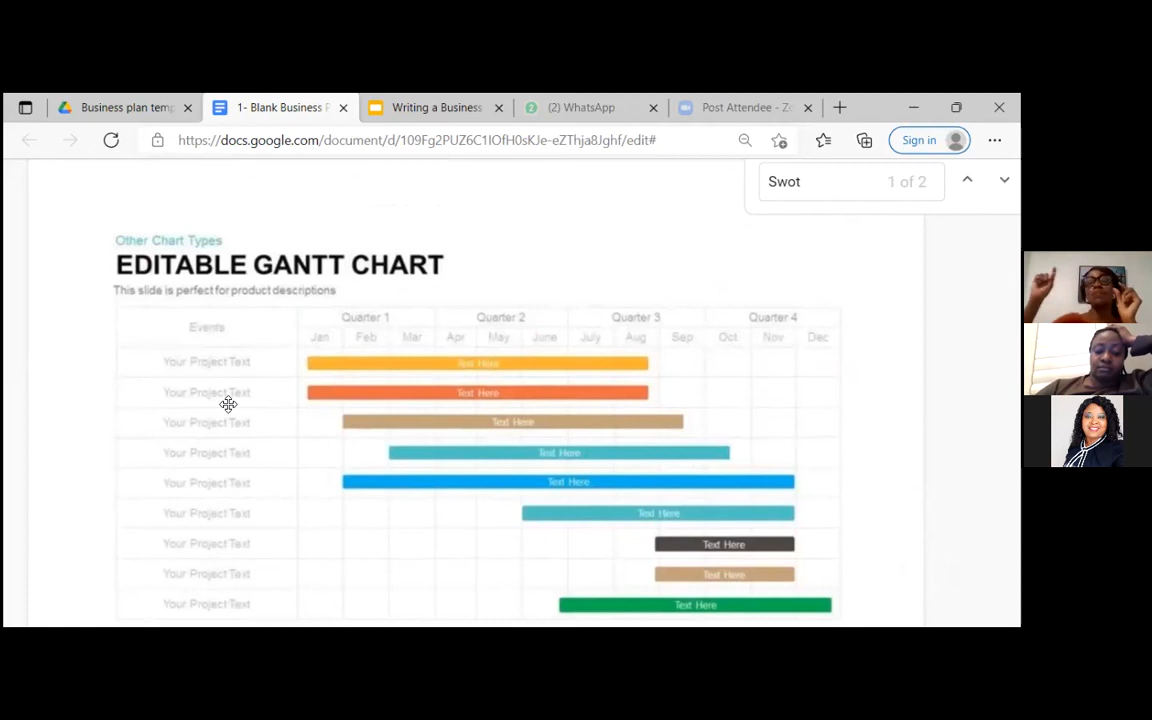 Business plan temp
1- Blank Business P
Writing a Business
(2) WhatsApp
Post Attendee - Zo
https://docs.google.com/document/d/109Fg2PUZ6C1lOfH0sKJe-eZThja8Jghf/edit#
Sign in
Swot 1 of 2
Other Chart Types
EDITABLE GANTT CHART
This slide is perfect for product descriptions
Events
Quarter 1 Quarter 2 Quarter 3 Quarter 4
Jan Feb Mar Apr May June July Aug Sep Oct Nov Dec
Your Project Text Text Here
Your Project Text Text Here
Your Project Text Text Here
Your Project Text Text Here
Your Project Text Text Here
Your Project Text Text Here
Your Project Text Text Here
Your Project Text Text Here
Your Project Text Text Here